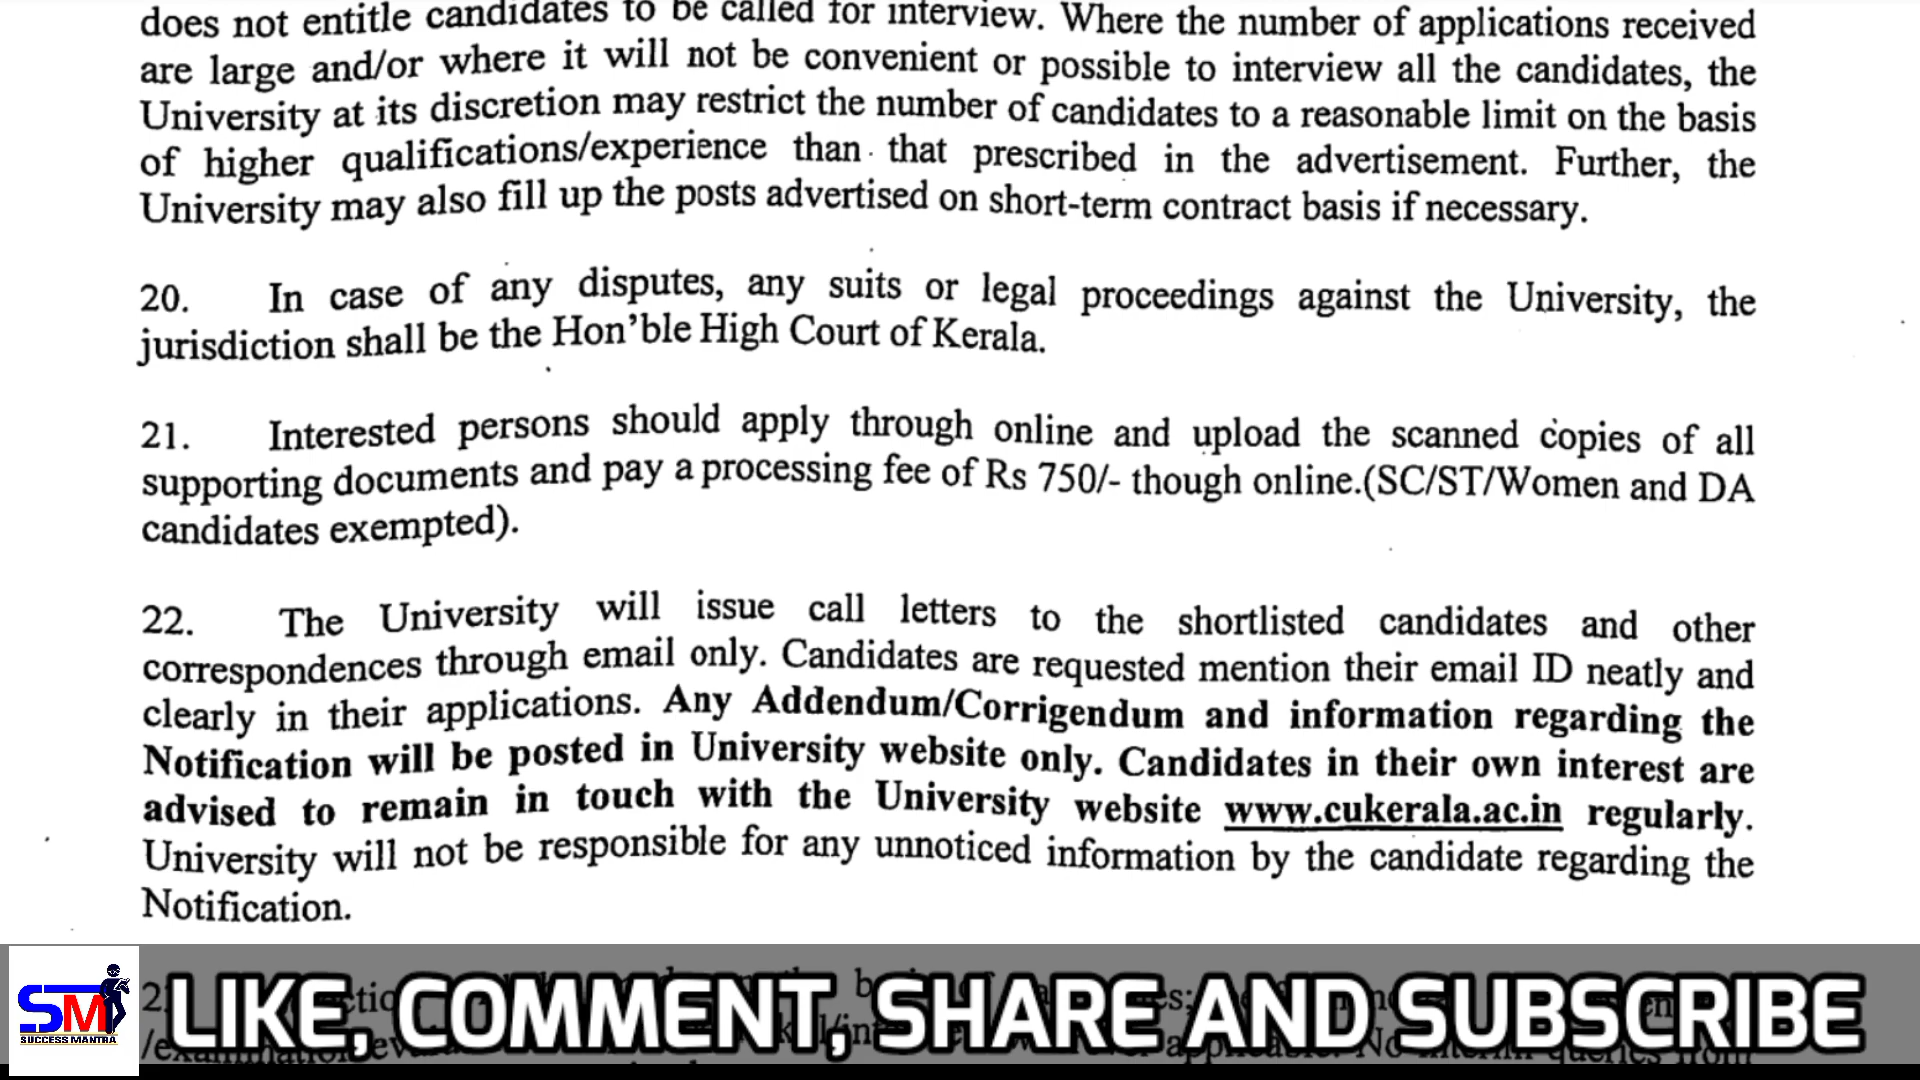 does not entitle candidates to be called for interview. Where the number of applications received
are large and/or where it will not be convenient or possible to interview all the candidates, the
University at its discretion may restrict the number of candidates to a reasonable limit on the basis
of higher qualifications/experience than that prescribed in the advertisement. Further, the
University may also fill up the posts advertised on short-term contract basis if necessary.
20. In case of any disputes, any suits or legal proceedings against the University, the
jurisdiction shall be the Hon'ble High Court of Kerala.
21. Interested persons should apply through online and upload the scanned copies of all
supporting documents and pay a processing fee of Rs 750/- though online.(SC/ST/Women and DA
candidates exempted).
22. The University will issue call letters to the shortlisted candidates and other
correspondences through email only. Candidates are requested mention their email ID neatly and
clearly in their applications. Any Addendum/Corrigendum and information regarding the
Notification will be posted in University website only. Candidates in their own interest are
advised to remain in touch with the University website www.cukerala.ac.in regularly.
University will not be responsible for any unnoticed information by the candidate regarding the
Notification.
LIKE, COMMENT, SHARE AND SUBSCRIBE
SM
SUCCESS MANTRA